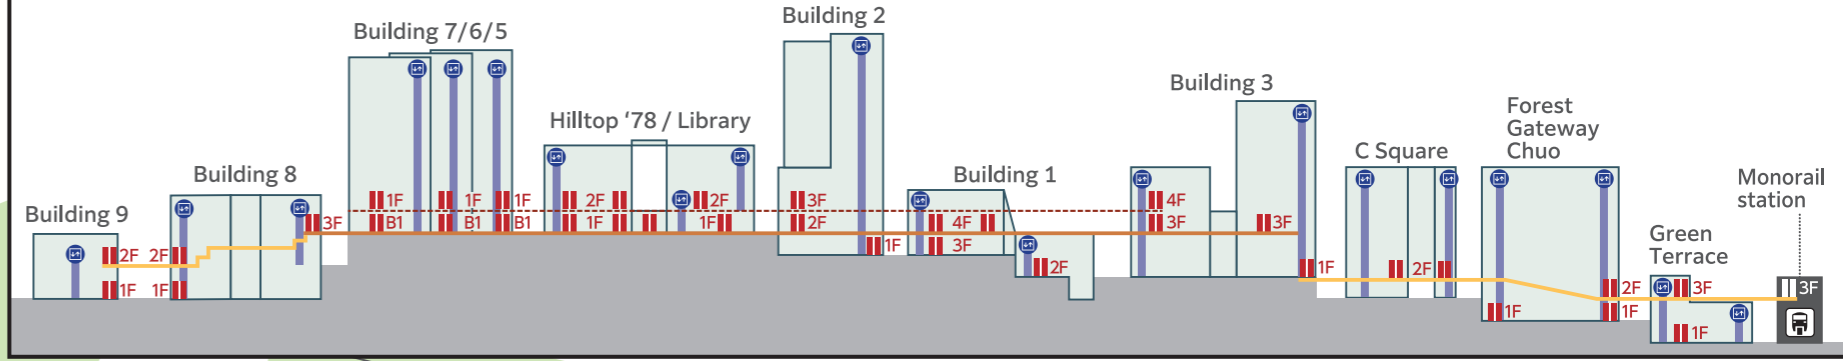 Building 9
2F
1F
Building 8
2F
1F
3F
Building 7/6/5
1F
B1
1F
B1
1F
B1
Hilltop ‘78 / Library
2F
1F
2F
1F
Building 2
3F
2F
1F
Building 1
4F
3F
2F
Building 3
4F
3F
3F
1F
C Square
2F
Forest
Gateway
Chuo
1F
2F
1F
Green
Terrace
3F
1F
Monorail
station
3F